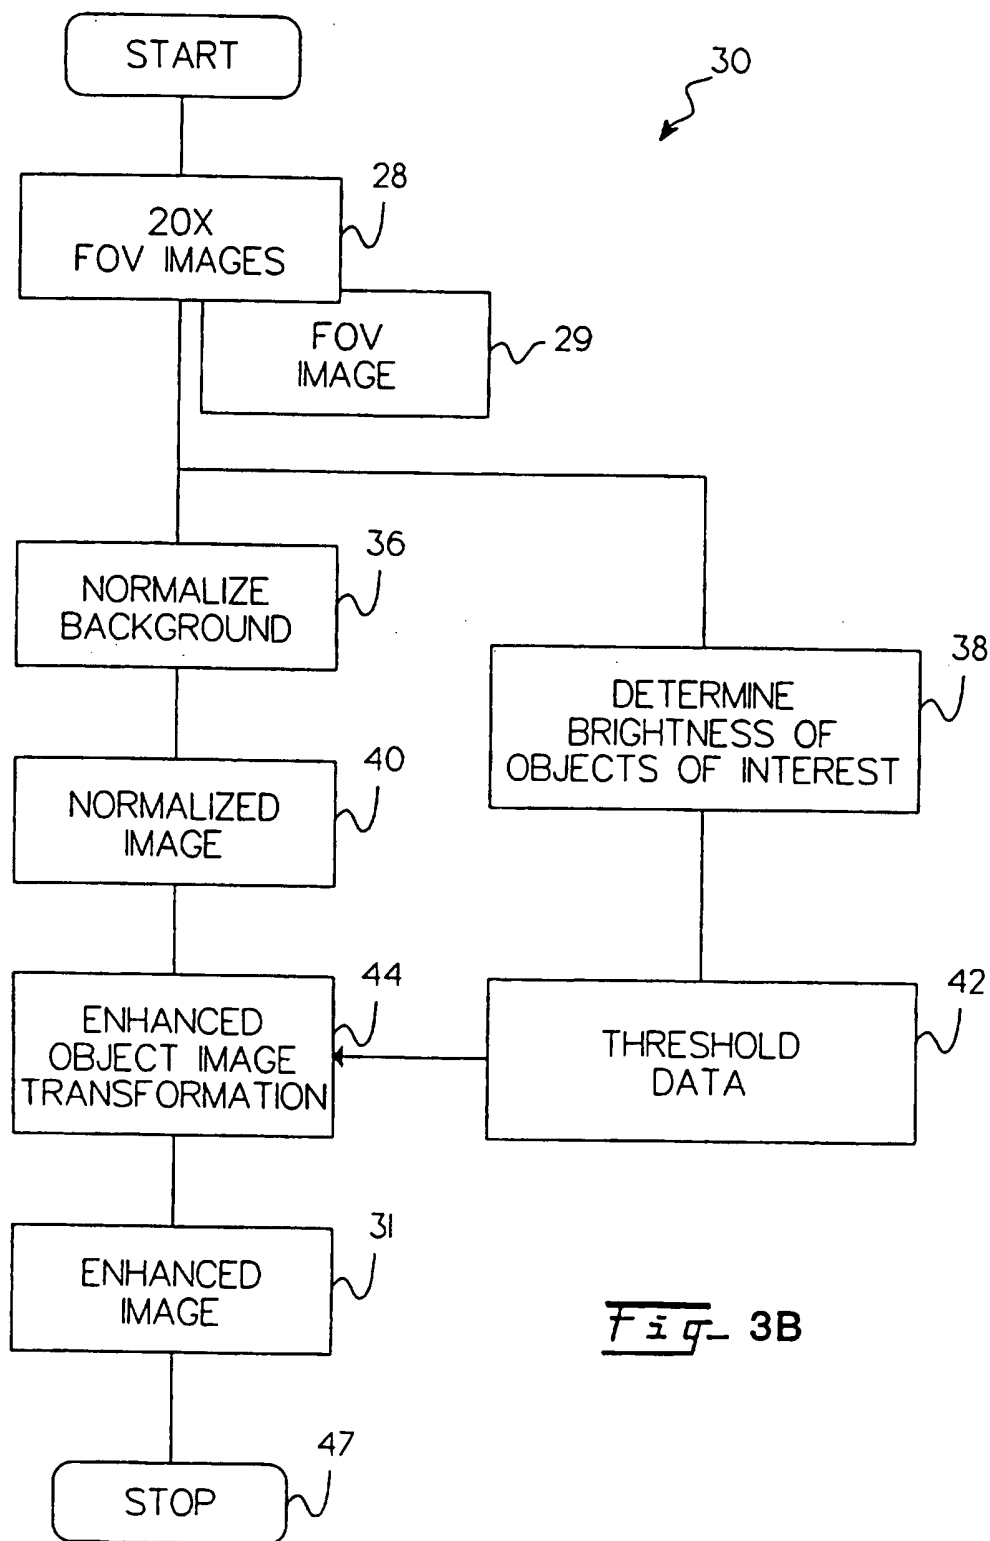 START
30
28
20X
FOV IMAGES
FOV
IMAGE
29
36
NORMALIZE
BACKGROUND
38
DETERMINE
BRIGHTNESS OF
OBJECTS OF INTEREST
40
NORMALIZED
IMAGE
44
ENHANCED
OBJECT IMAGE
TRANSFORMATION
42
THRESHOLD
DATA
31
ENHANCED
IMAGE
Fig_ 3B
47
STOP